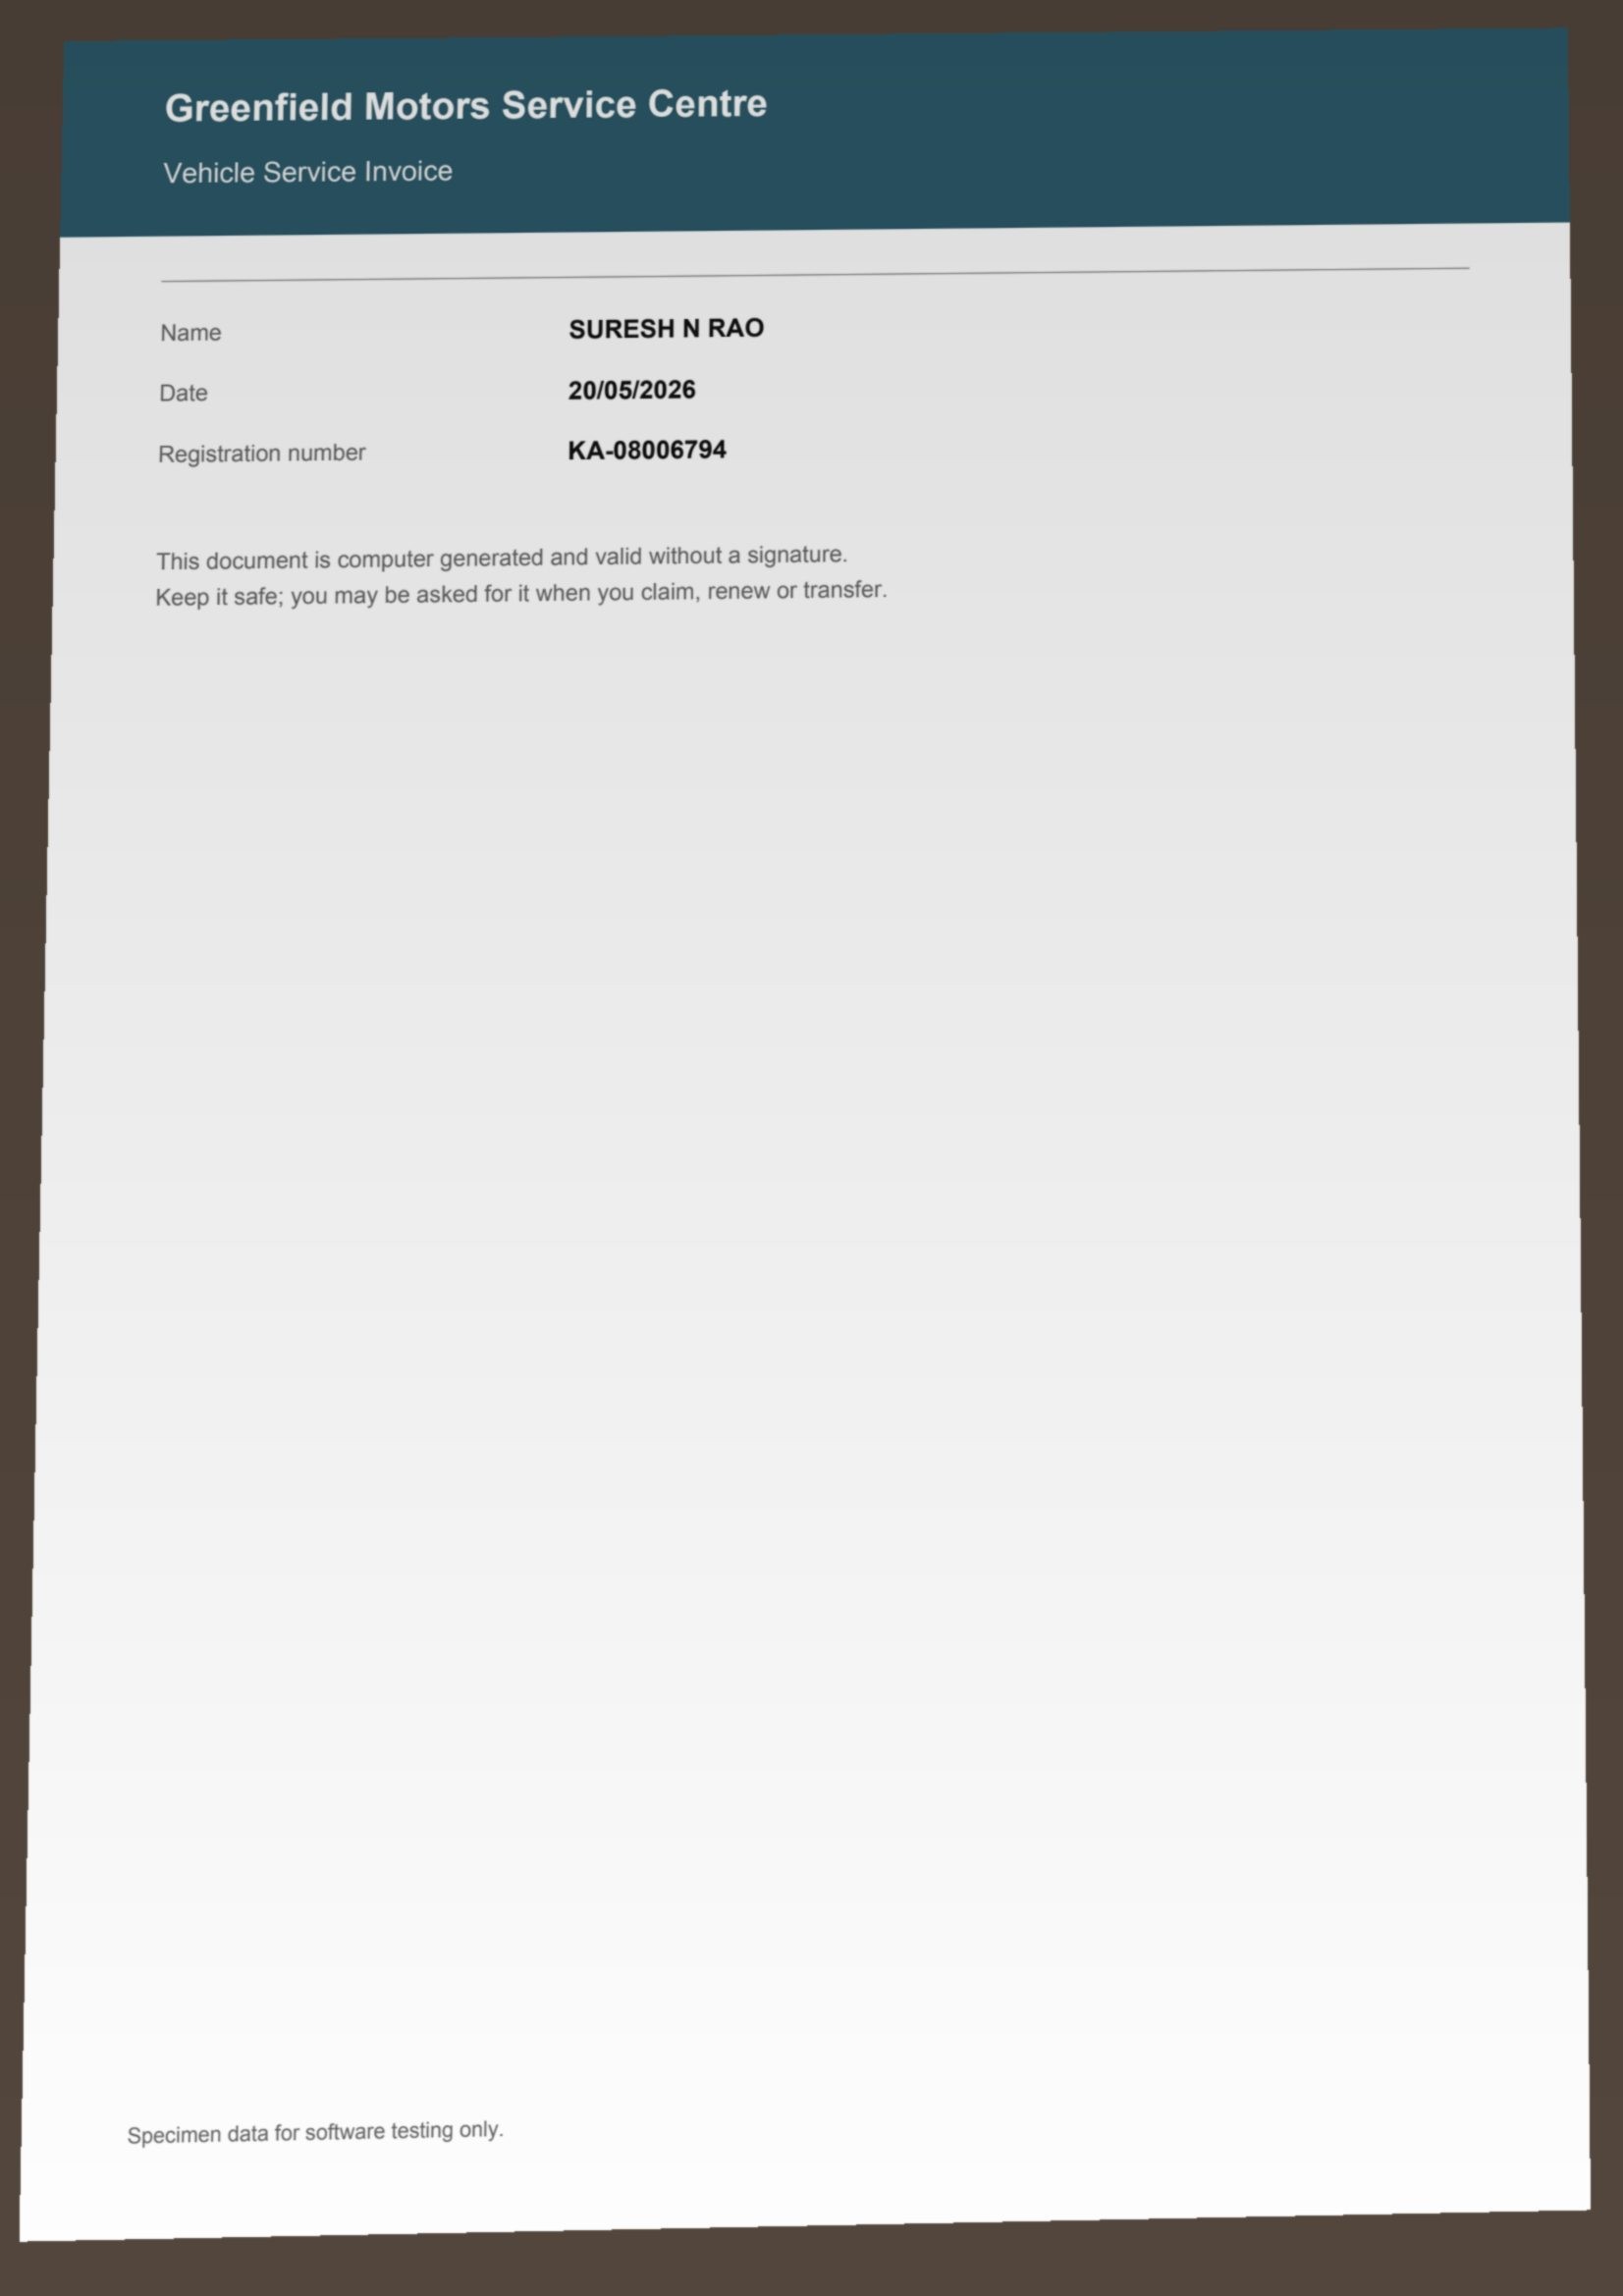 Greenfield Motors Service Centre
Vehicle Service Invoice
Name SURESH N RAO
Date 20/05/2026
Registration number KA-08006794
This document is computer generated and valid without a signature.
Keep it safe; you may be asked for it when you claim, renew or transfer.
Specimen data for software testing only.